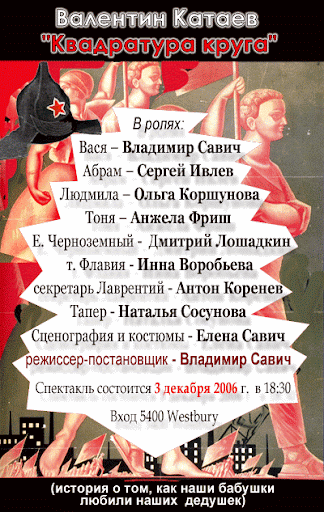 Валентин Катаев
"Квадратура круга"
В ролях:
Вася – Владимир Савич
Абрам – Сергей Ивлев
Людмила – Ольга Коршунова
Тоня – Анжела Фриш
Е. Черноземный - Дмитрий Лошадкин
т. Флавия - Инна Воробьева
секретарь Лаврентий - Антон Коренев
Тапер - Наталья Сосунова
Сценография и костюмы - Елена Савич
режиссер-постановщик - Владимир Савич
Спектакль состоится 3 декабря 2006 г. в 18:30
Вход 5400 Westbury
(история о том, как наши бабушки
любили наших дедушек)